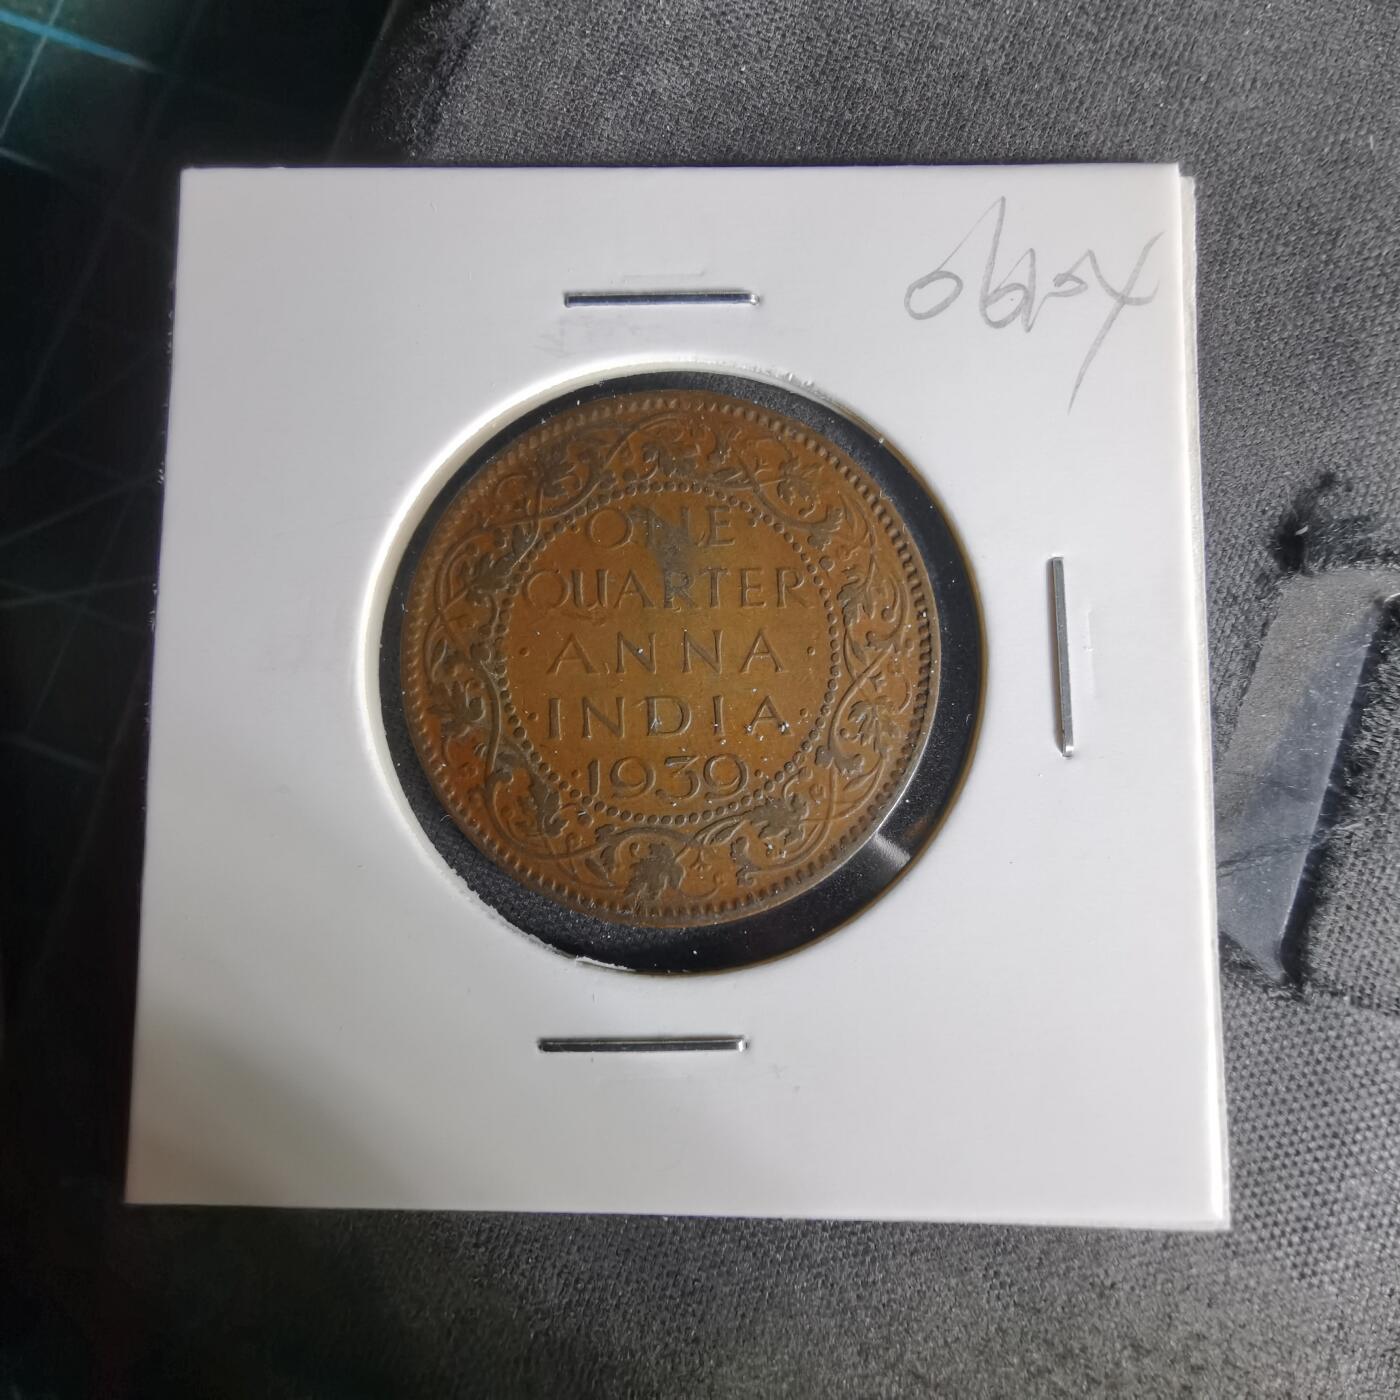 ONE
QUARTER
· ANNA ·
· INDIA ·
· 1939 ·